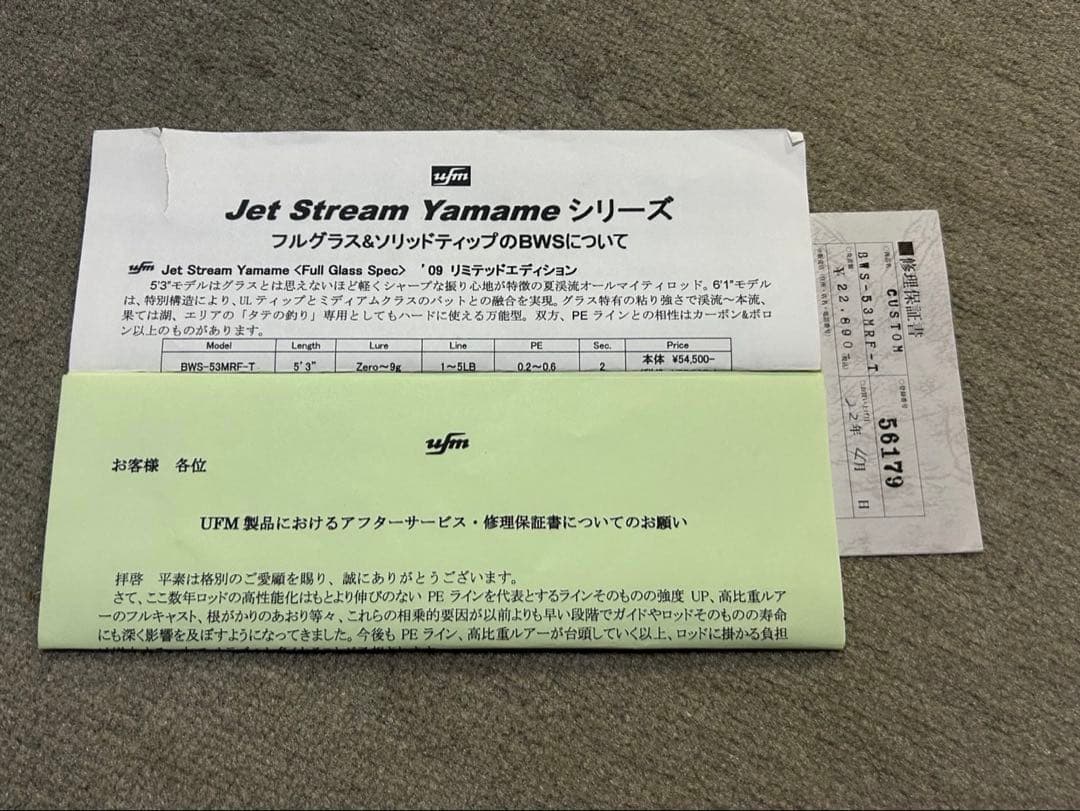 ufm
Jet Stream Yamame シリーズ
フルグラス&ソリッドティップのBWSについて
ufm Jet Stream Yamame <Full Glass Spec> '09 リミテッドエディション
5'3"モデルはグラスとは思えないほど軽くシャープな振り心地が特徴の夏渓流オールマイティロッド。6'1"モデル
は、特別構造により、ULティップとミディアムクラスのバットとの融合を実現。グラス特有の粘り強さで渓流～本流、
果ては湖、エリアの「タテの釣り」専用としてもハードに使える万能型。双方、PEラインとの相性はカーボン&ボロ
ン以上のものがあります。
Model Length Lure Line PE Sec. Price
BWS-53MRF-T 5'3" Zero～9g 1～5LB 0.2～0.6 2 本体 ¥54,500-
ufm
お客様 各位
UFM 製品におけるアフターサービス・修理保証書についてのお願い
拝啓 平素は格別のご愛顧を賜り、誠にありがとうございます。
さて、ここ数年ロッドの高性能化はもとより伸びのない PE ラインを代表とするラインそのものの強度 UP、高比重ルア
ーのフルキャスト、根がかりのあおり等々、これらの相乗的要因が以前よりも早い段階でガイドやロッドそのものの寿命
にも深く影響を及ぼすようになってきました。今後も PE ライン、高比重ルアーが台頭していく以上、ロッドに掛かる負担
■修理保証書
CUSTOM
BWS-53MRF-T
56179
¥22,890
年 月 日